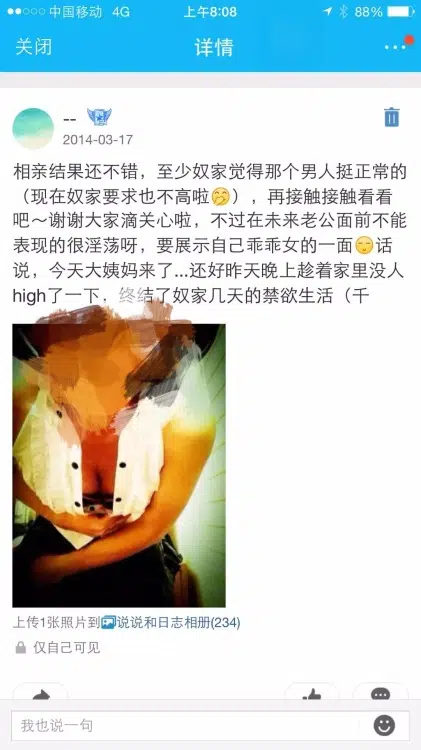 中国移动 4G 上午8:08 88%
关闭 详情
--
2014-03-17
相亲结果还不错，至少奴家觉得那个男人挺正常的
（现在奴家要求也不高啦🤭），再接触接触看看
吧～谢谢大家滴关心啦，不过在未来老公面前不能
表现的很淫荡呀，要展示自己乖乖女的一面😌话
说，今天大姨妈来了...还好昨天晚上趁着家里没人
high了一下，终结了奴家几天的禁欲生活（千
上传1张照片到说说和日志相册(234)
仅自己可见
我也说一句